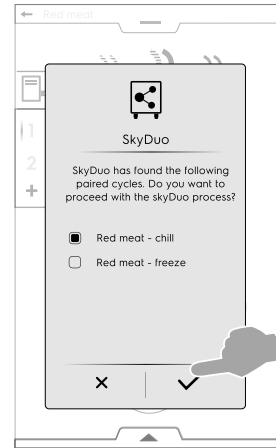 Red meat
1
2
+
SkyDuo
SkyDuo has found the following
paired cycles. Do you want to
proceed with the skyDuo process?
Red meat - chill
Red meat - freeze